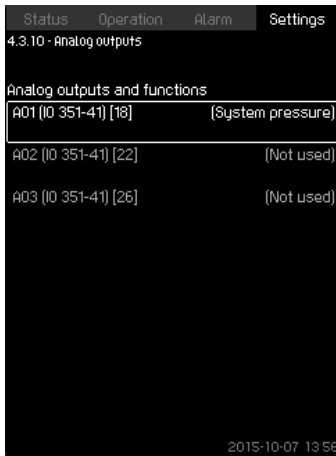 Status Operation Alarm Settings
4.3.10 - Analog outputs
Analog outputs and functions
AO1 (IO 351-41) [18] (System pressure)
AO2 (IO 351-41) [22] (Not used)
AO3 (IO 351-41) [26] (Not used)
2015-10-07 13:56